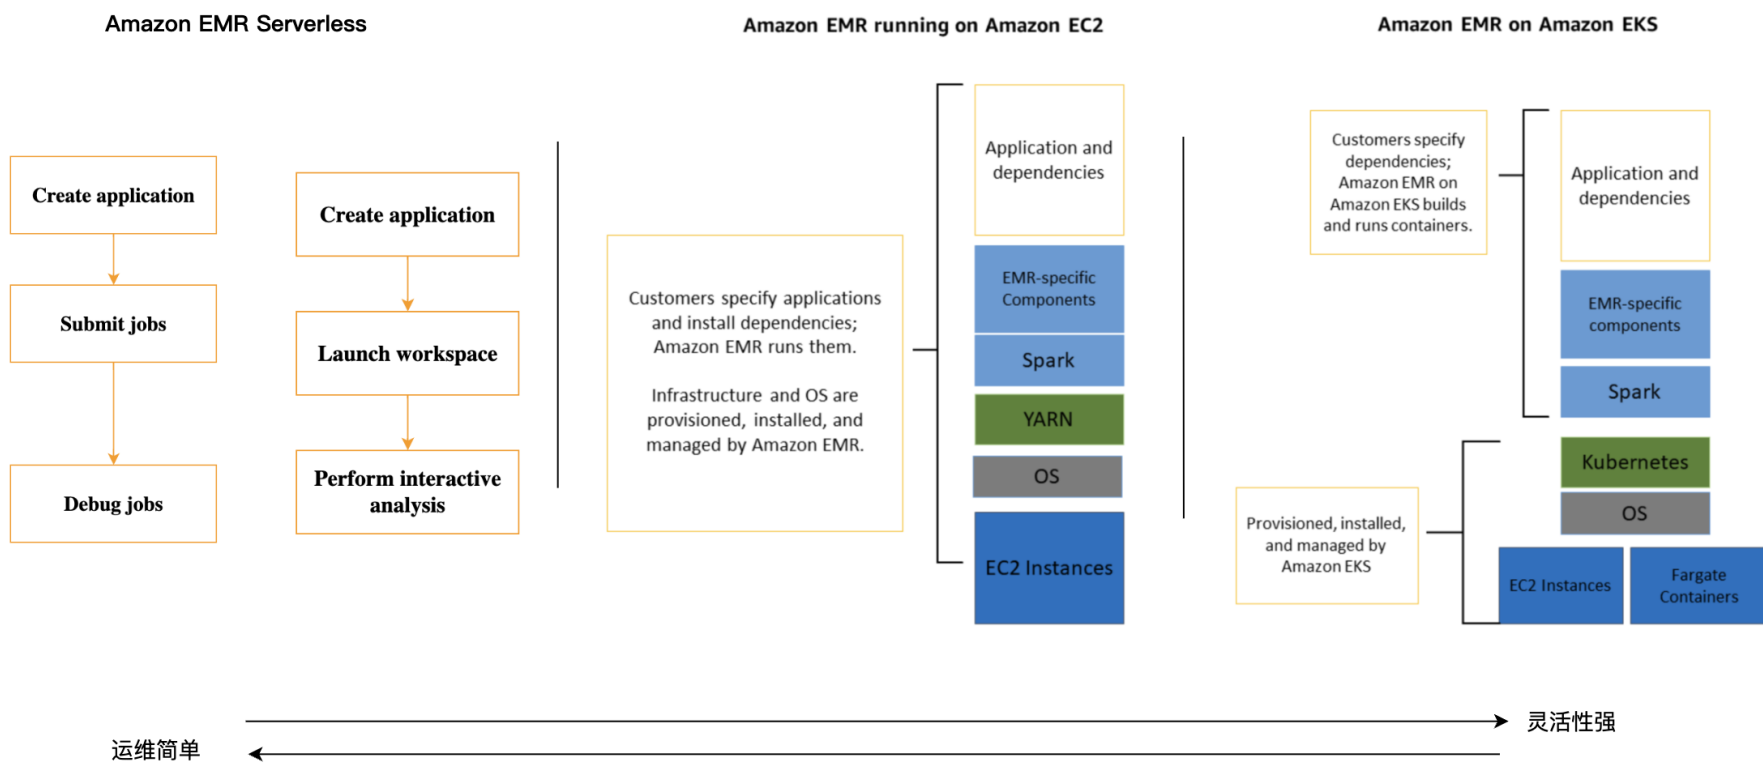 Amazon EMR Serverless
Create application
Submit jobs
Debug jobs
Create application
Launch workspace
Perform interactive
analysis
Amazon EMR running on Amazon EC2
Customers specify applications
and install dependencies;
Amazon EMR runs them.
Infrastructure and OS are
provisioned, installed, and
managed by Amazon EMR.
Application and
dependencies
EMR-specific
Components
Spark
YARN
OS
EC2 Instances
Amazon EMR on Amazon EKS
Customers specify
dependencies;
Amazon EMR on
Amazon EKS builds
and runs containers.
Application and
dependencies
EMR-specific
components
Spark
Provisioned, installed,
and managed by
Amazon EKS
Kubernetes
OS
EC2 Instances
Fargate
Containers
灵活性强
运维简单